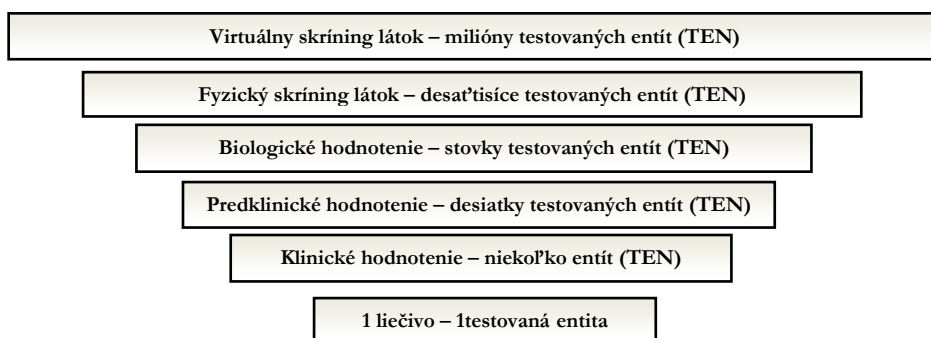 Virtuálny skríning látok – milióny testovaných entít (TEN)
Fyzický skríning látok – desaťtisíce testovaných entít (TEN)
Biologické hodnotenie – stovky testovaných entít (TEN)
Predklinické hodnotenie – desiatky testovaných entít (TEN)
Klinické hodnotenie – niekoľko entít (TEN)
1 liečivo – 1testovaná entita